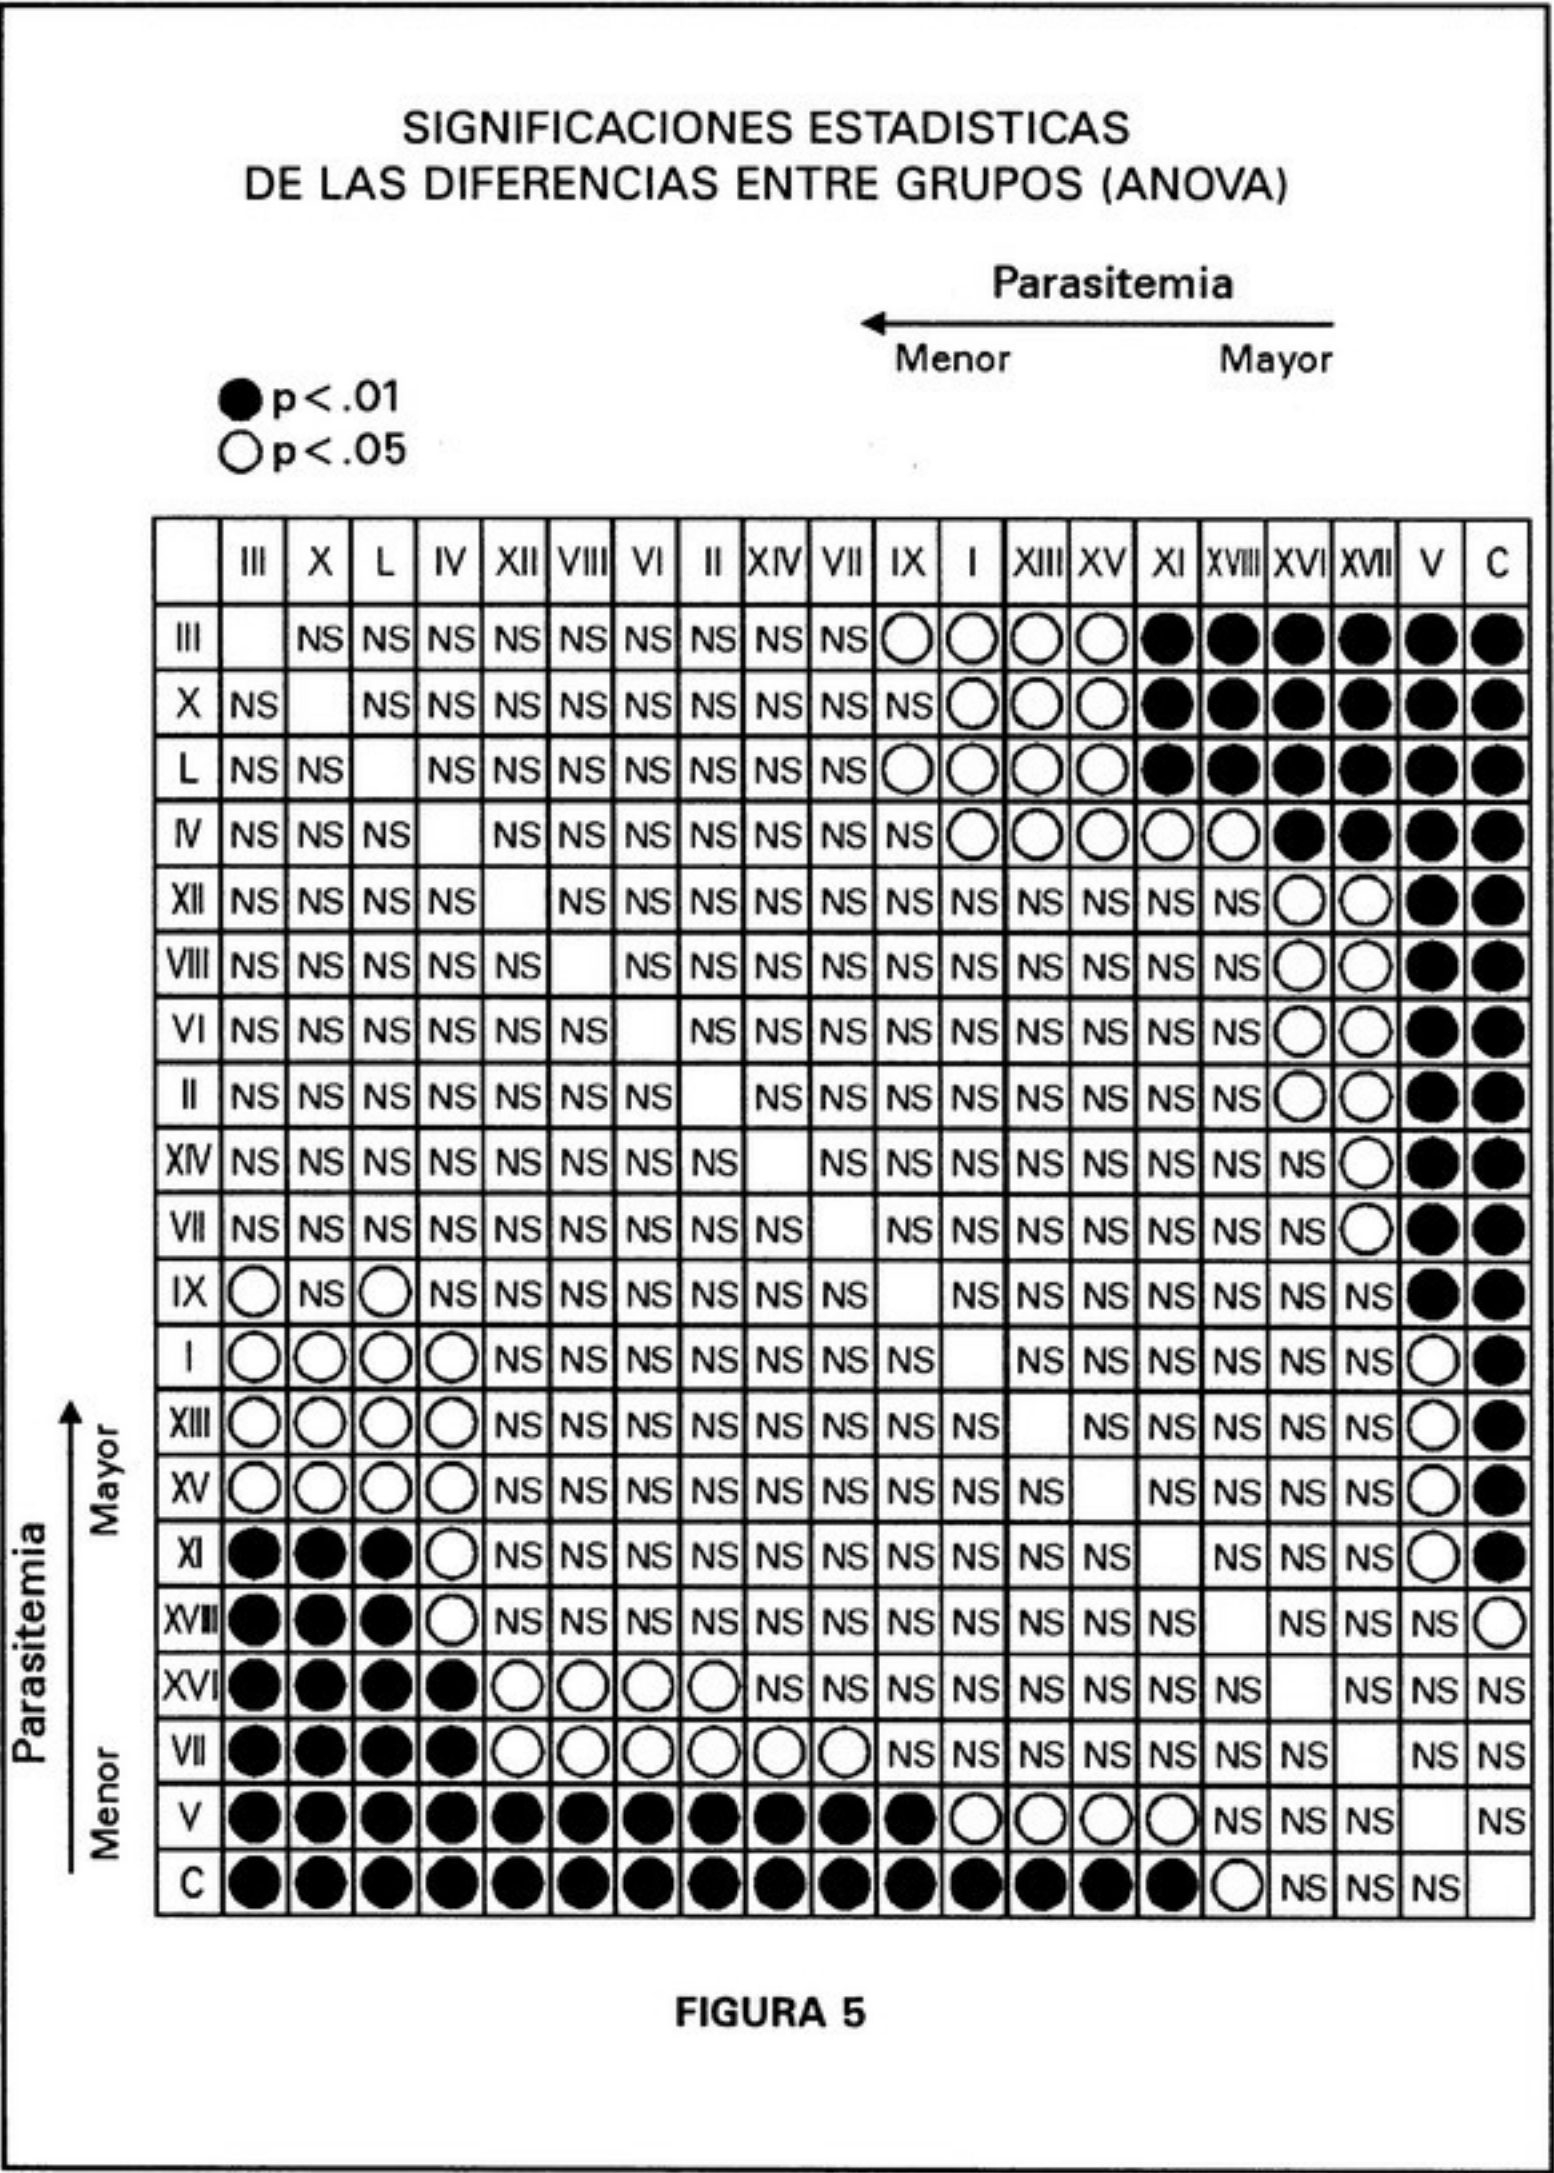 SIGNIFICACIONES ESTADISTICAS
DE LAS DIFERENCIAS ENTRE GRUPOS (ANOVA)
Parasitemia
Menor Mayor
p < .01
p < .05
III X L IV XII VIII VI II XIV VII IX I XIII XV XI XVIII XVI XVII V C
III NS NS NS NS NS NS NS NS NS
X NS NS NS NS NS NS NS NS NS NS
L NS NS NS NS NS NS NS NS NS
IV NS NS NS NS NS NS NS NS NS NS
XII NS NS NS NS NS NS NS NS NS NS NS NS NS NS NS
VIII NS NS NS NS NS NS NS NS NS NS NS NS NS NS NS
VI NS NS NS NS NS NS NS NS NS NS NS NS NS NS NS
II NS NS NS NS NS NS NS NS NS NS NS NS NS NS NS
XIV NS NS NS NS NS NS NS NS NS NS NS NS NS NS NS NS
VII NS NS NS NS NS NS NS NS NS NS NS NS NS NS NS NS
IX NS NS NS NS NS NS NS NS NS NS NS NS NS NS NS
I NS NS NS NS NS NS NS NS NS NS NS NS NS
XIII NS NS NS NS NS NS NS NS NS NS NS NS NS
XV NS NS NS NS NS NS NS NS NS NS NS NS NS
XI NS NS NS NS NS NS NS NS NS NS NS NS NS
XVIII NS NS NS NS NS NS NS NS NS NS NS NS NS NS
XVI NS NS NS NS NS NS NS NS NS NS NS
VII NS NS NS NS NS NS NS NS NS
V NS NS NS NS
C NS NS NS
Parasitemia
Menor Mayor
FIGURA 5